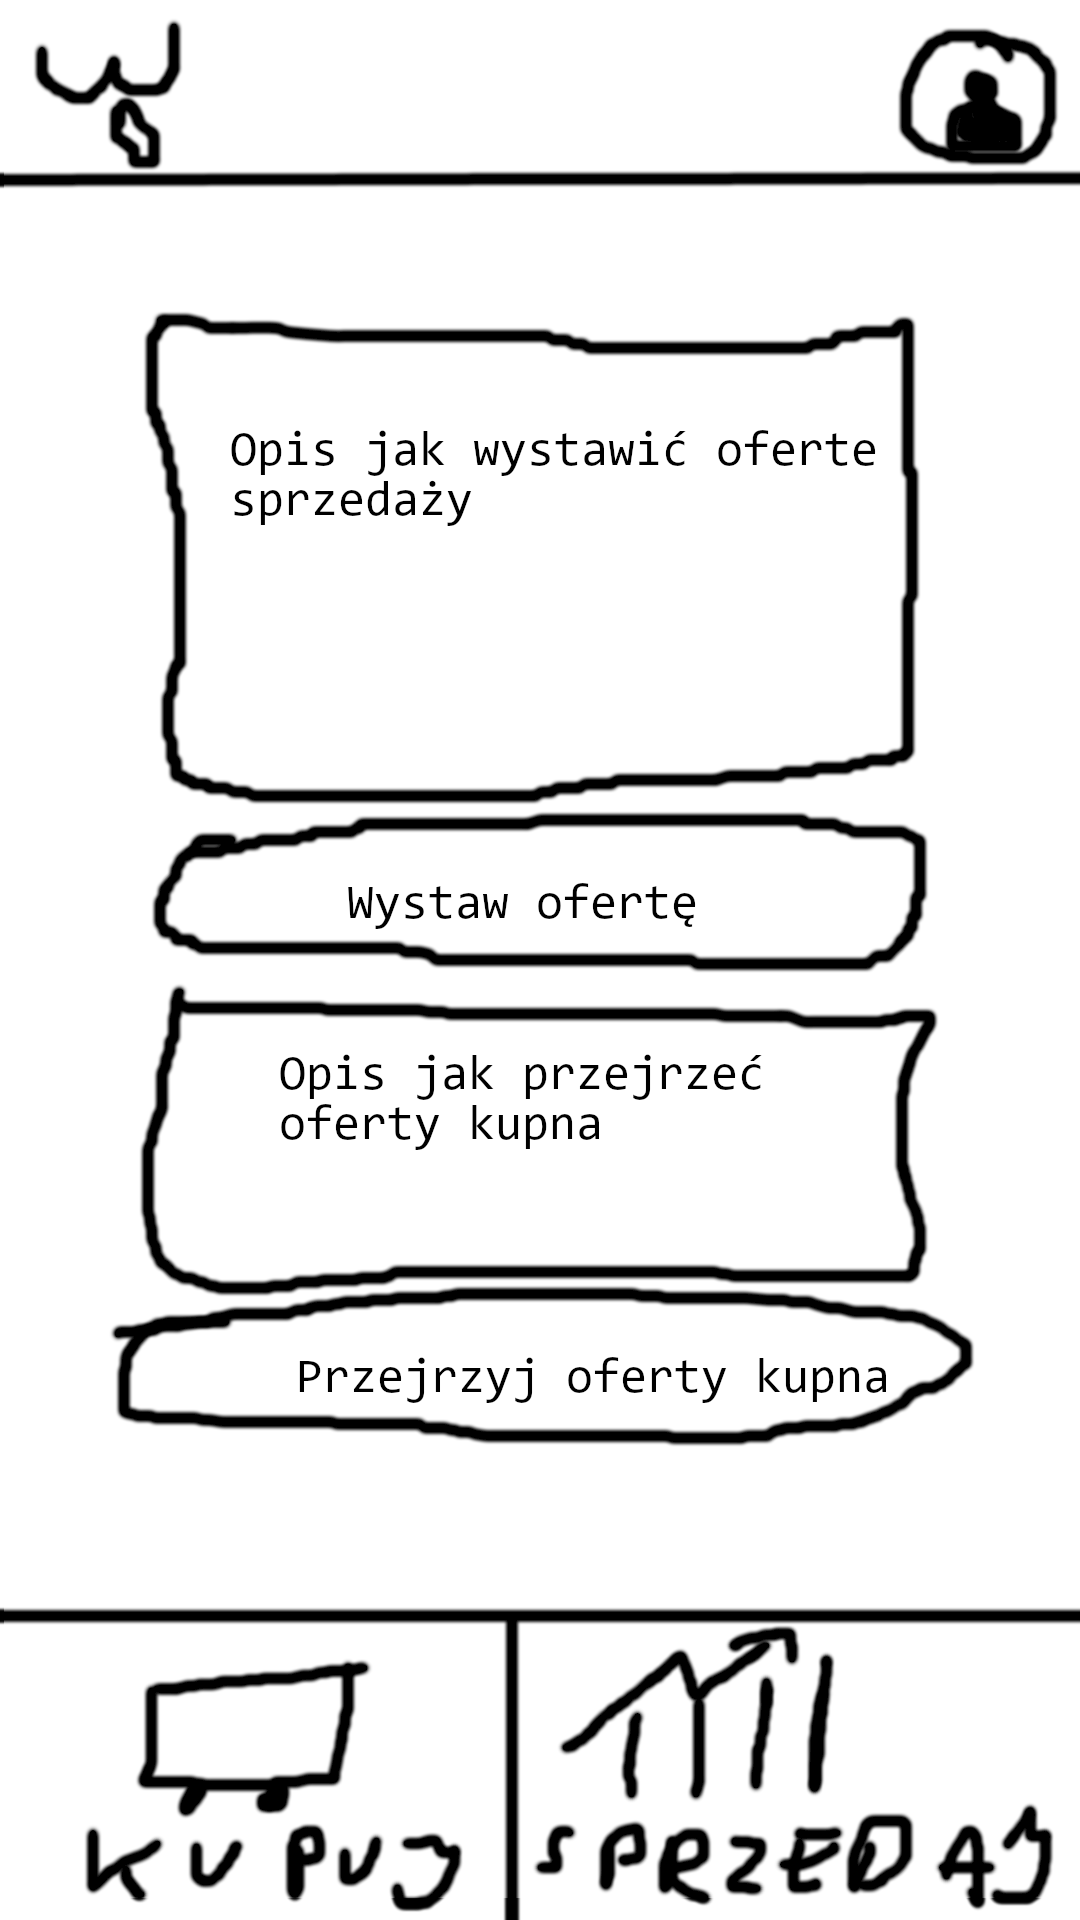 W
Opis jak wystawić oferte
sprzedaży
Wystaw ofertę
Opis jak przejrzeć
oferty kupna
Przejrzyj oferty kupna
KUPUJ
SPRZEDAJ